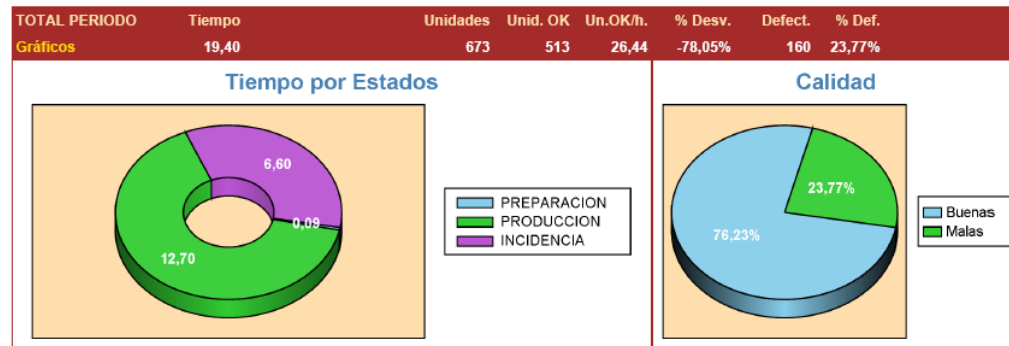 TOTAL PERIODO Tiempo Unidades Unid. OK Un.OK/h. % Desv. Defect. % Def.
Gráficos 19,40 673 513 26,44 -78,05% 160 23,77%
Tiempo por Estados
6,60
0,09
12,70
PREPARACION
PRODUCCION
INCIDENCIA
Calidad
23,77%
76,23%
Buenas
Malas